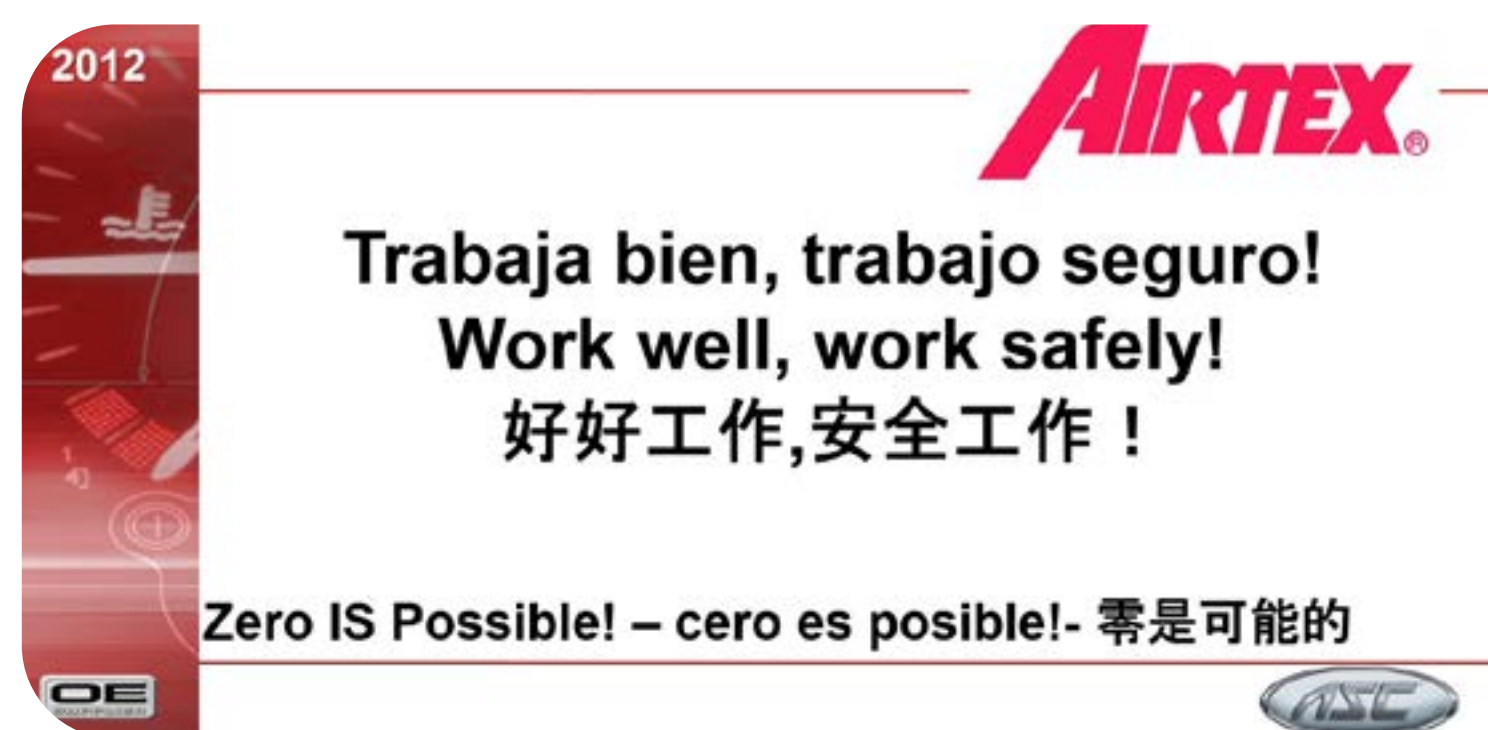 2012
AIRTEX®
Trabaja bien, trabajo seguro!
Work well, work safely!
好好工作,安全工作！
Zero IS Possible! – cero es posible!- 零是可能的
OE
ASC